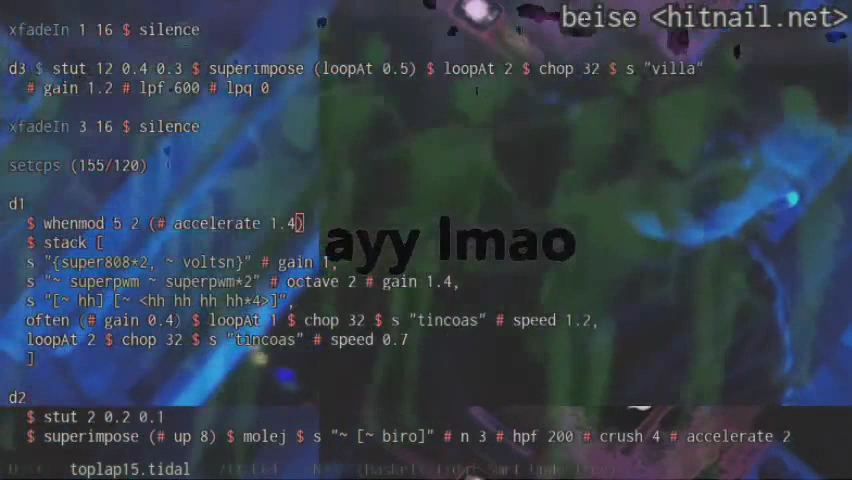 beise <hitnail.net>
xfadeIn 1 16 $ silence
d3 $ stut 12 0.4 0.3 $ superimpose (loopAt 0.5) $ loopAt 2 $ chop 32 $ s "villa"
# gain 1.2 # lpf 600 # lpq 0
xfadeIn 3 16 $ silence
setcps (155/120)
d1
$ whenmod 5 2 (# accelerate 1.4)
ayy lmao
$ stack [
s "{super808*2, ~ voltsn}" # gain 1,
s "~ superpwm ~ superpwm*2" # octave 2 # gain 1.4,
s "[~ hh] [~ <hh hh hh hh*4>]",
often (# gain 0.4) $ loopAt 1 $ chop 32 $ s "tincoas" # speed 1.2,
loopAt 2 $ chop 32 $ s "tincoas" # speed 0.7
]
d2
$ stut 2 0.2 0.1
$ superimpose (# up 8) $ molej $ s "~ [~ biro]" # n 3 # hpf 200 # crush 4 # accelerate 2
toplap15.tidal